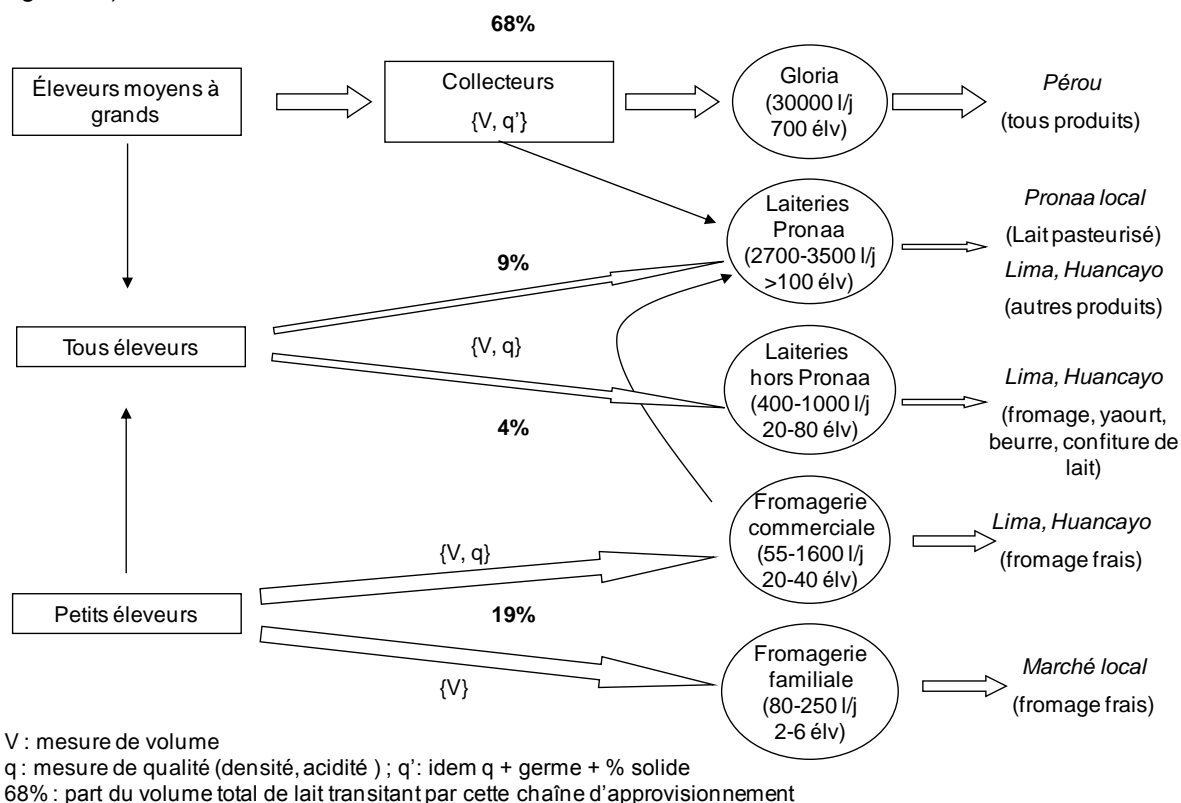 68%
Éleveurs moyens à
grands
Collecteurs
{V, q’}
Gloria
(30000 l/j
700 élv)
Pérou
(tous produits)
Laiteries
Pronaa
(2700-3500 l/j
>100 élv)
Pronaa local
(Lait pasteurisé)
Lima, Huancayo
(autres produits)
9%
Tous éleveurs
{V, q}
4%
Laiteries
hors Pronaa
(400-1000 l/j
20-80 élv)
Lima, Huancayo
(fromage, yaourt,
beurre, confiture de
lait)
Fromagerie
commerciale
(55-1600 l/j
20-40 élv)
Lima, Huancayo
(fromage frais)
{V, q}
Petits éleveurs
19%
{V}
Fromagerie
familiale
(80-250 l/j
2-6 élv)
Marché local
(fromage frais)
V : mesure de volume
q : mesure de qualité (densité, acidité ) ; q’: idem q + germe + % solide
68% : part du volume total de lait transitant par cette chaîne d’approvisionnement